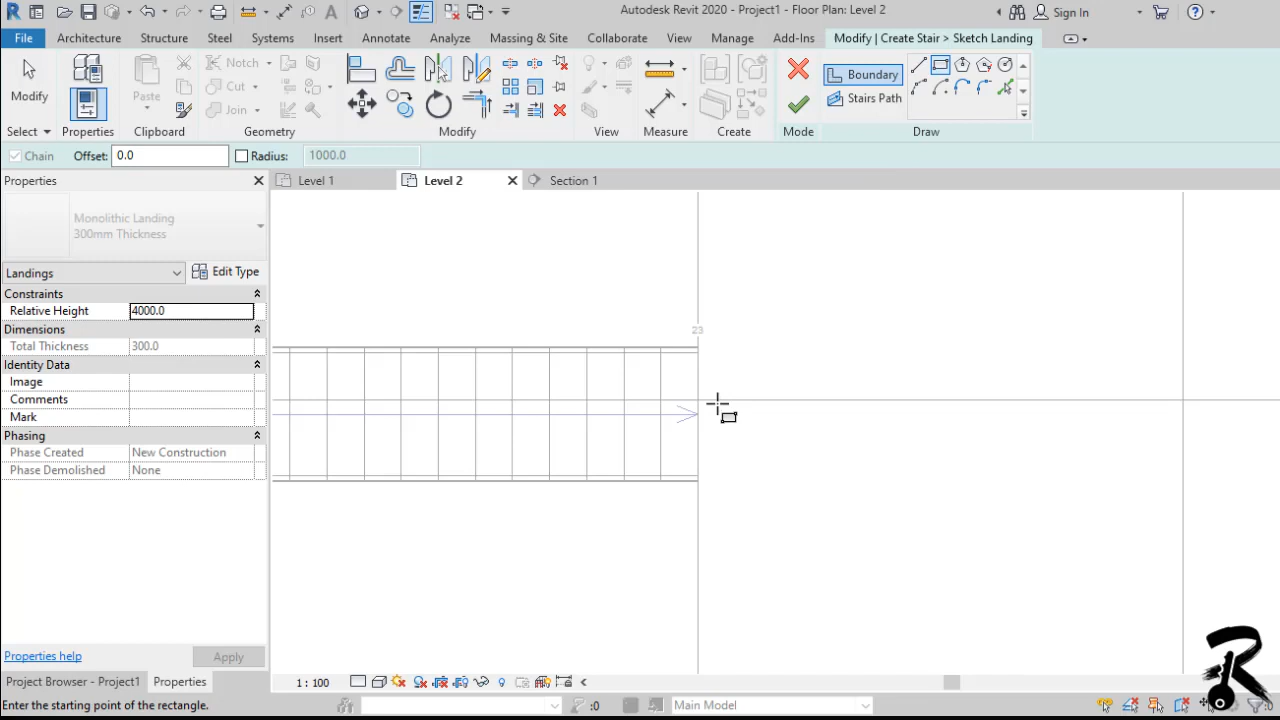 Autodesk Revit 2020 - Project1 - Floor Plan: Level 2
Sign In
File Architecture Structure Steel Systems Insert Annotate Analyze Massing & Site Collaborate View Manage Add-Ins Modify | Create Stair > Sketch Landing
Modify
Paste
Notch
Cut
Join
Boundary
Stairs Path
Select Properties Clipboard Geometry Modify View Measure Create Mode Draw
Chain Offset: 0.0 Radius: 1000.0
Properties
Level 1 Level 2 Section 1
Monolithic Landing
300mm Thickness
Landings Edit Type
Constraints
Relative Height 4000.0
Dimensions
Total Thickness 300.0
Identity Data
Image
Comments
Mark
Phasing
Phase Created New Construction
Phase Demolished None
23
Properties help Apply
Project Browser - Project1 Properties
1 : 100
Enter the starting point of the rectangle.
:0
Main Model
:0